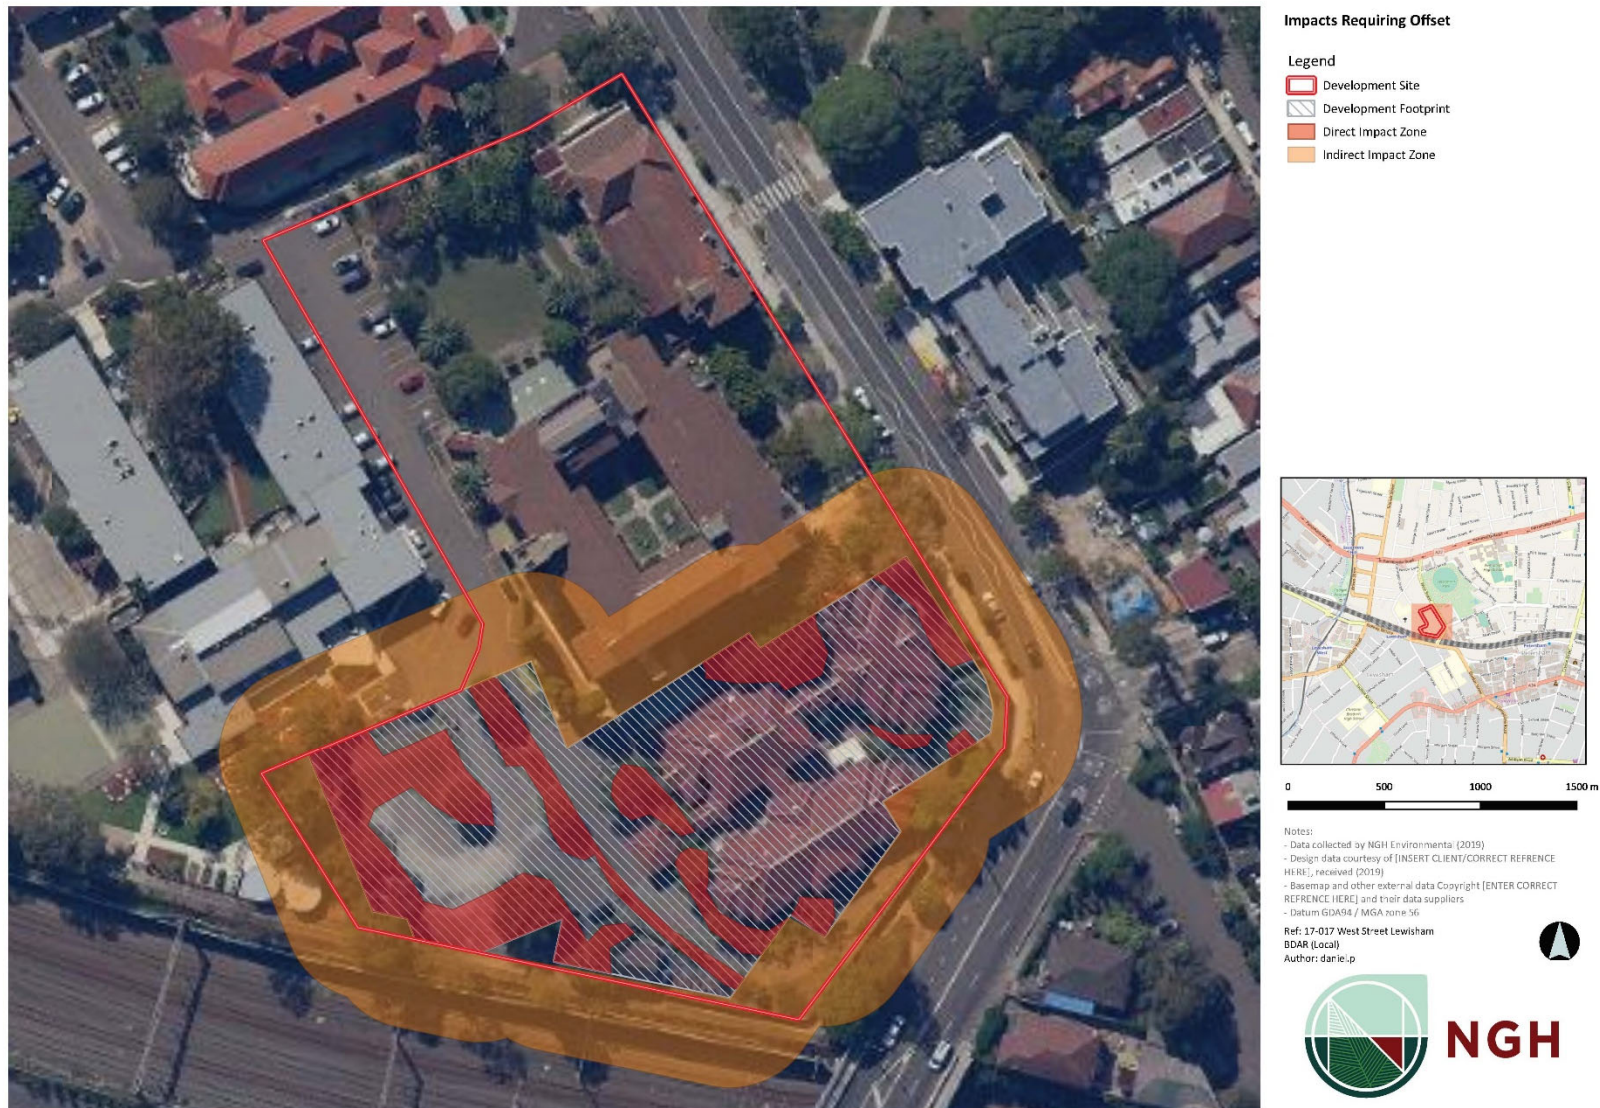 Impacts Requiring Offset
Legend
Development Site
Development Footprint
Direct Impact Zone
Indirect Impact Zone
0 500 1000 1500 m
Notes:
- Data collected by NGH Environmental (2019)
- Design data courtesy of [INSERT CLIENT/CORRECT REFRENCE
HERE], received (2019)
- Basemap and other external data Copyright [ENTER CORRECT
REFRENCE HERE] and their data suppliers
- Datum GDA94 / MGA zone 56
Ref: 17-017 West Street Lewisham
BDAR (Local)
Author: daniel.p
NGH